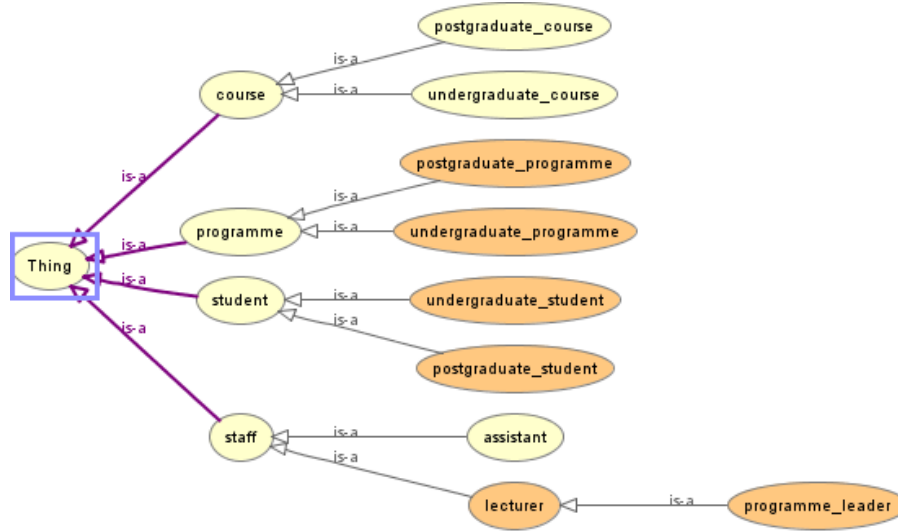 postgraduate_course
is-a
course
is-a
undergraduate_course
is-a
postgraduate_programme
is-a
programme
is-a
undergraduate_programme
is-a
Thing
is-a
student
is-a
undergraduate_student
is-a
postgraduate_student
is-a
staff
is-a
assistant
is-a
lecturer
is-a
programme_leader